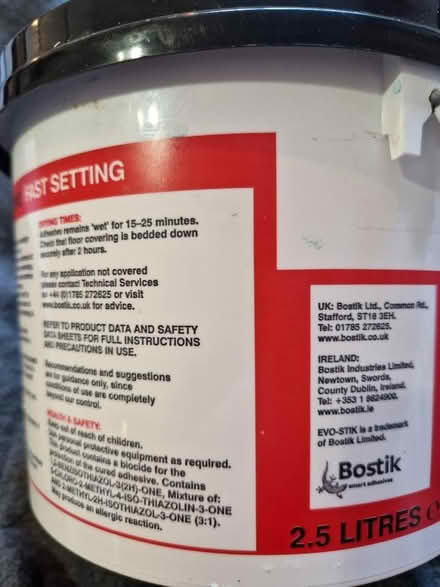 FAST SETTING
DRYING TIMES:
Adhesive remains 'wet' for 15–25 minutes.
Check that floor covering is bedded down
securely after 2 hours.
For any application not covered
please contact Technical Services
on +44 (0)1785 272625 or visit
www.bostik.co.uk for advice.
REFER TO PRODUCT DATA AND SAFETY
DATA SHEETS FOR FULL INSTRUCTIONS
AND PRECAUTIONS IN USE.
Recommendations and suggestions
are for guidance only, since
conditions of use are completely
beyond our control.
HEALTH & SAFETY:
Keep out of reach of children.
Use personal protective equipment as required.
This product contains a biocide for the
protection of the cured adhesive. Contains
1,2-BENZISOTHIAZOL-3(2H)-ONE, Mixture of:
5-CHLORO-2-METHYL-4-ISO-THIAZOLIN-3-ONE
AND 2-METHYL-2H-ISOTHIAZOL-3-ONE (3:1).
May produce an allergic reaction.
UK: Bostik Ltd., Common Rd.,
Stafford, ST16 3EH.
Tel: 01785 272625.
www.bostik.co.uk
IRELAND:
Bostik Industries Limited,
Newtown, Swords,
County Dublin, Ireland.
Tel: +353 1 8624900.
www.bostik.ie
EVO-STIK is a trademark
of Bostik Limited.
Bostik
smart adhesives
2.5 LITRES